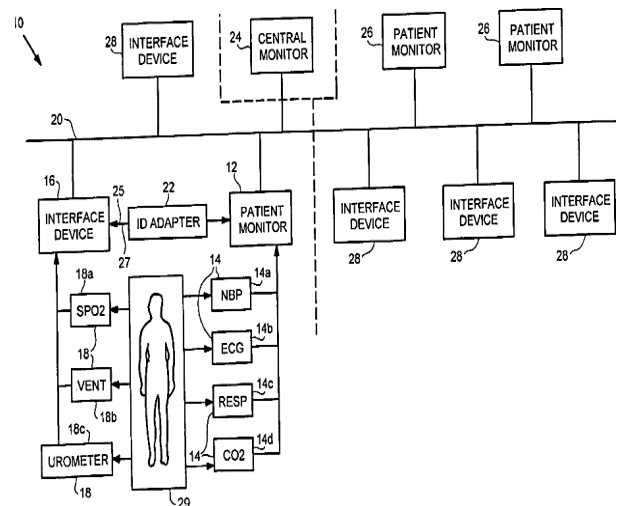 10
28
INTERFACE
DEVICE
24
CENTRAL
MONITOR
26
PATIENT
MONITOR
26
PATIENT
MONITOR
20
16
INTERFACE
DEVICE
25
27
22
ID ADAPTER
12
PATIENT
MONITOR
INTERFACE
DEVICE
28
INTERFACE
DEVICE
28
INTERFACE
DEVICE
28
18a
SPO2
18
VENT
18b
18c
UROMETER
18
29
14
14a
NBP
14b
ECG
14c
RESP
14
14d
CO2